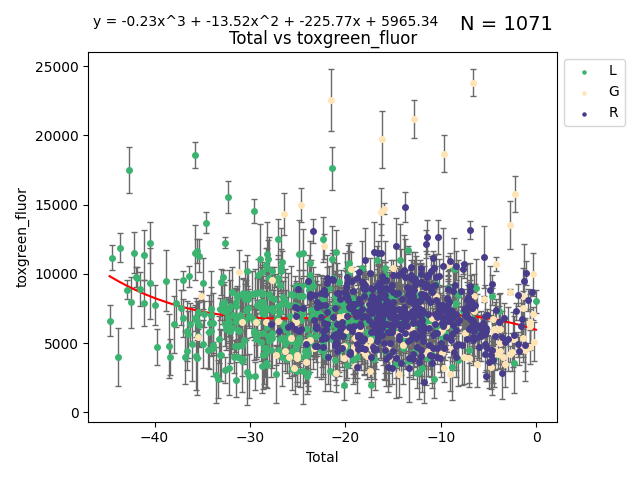 y = -0.23x^3 + -13.52x^2 + -225.77x + 5965.34
N = 1071
Total vs toxgreen_fluor
L
G
R
25000
20000
15000
10000
5000
0
toxgreen_fluor
−40 −30 −20 −10 0
Total